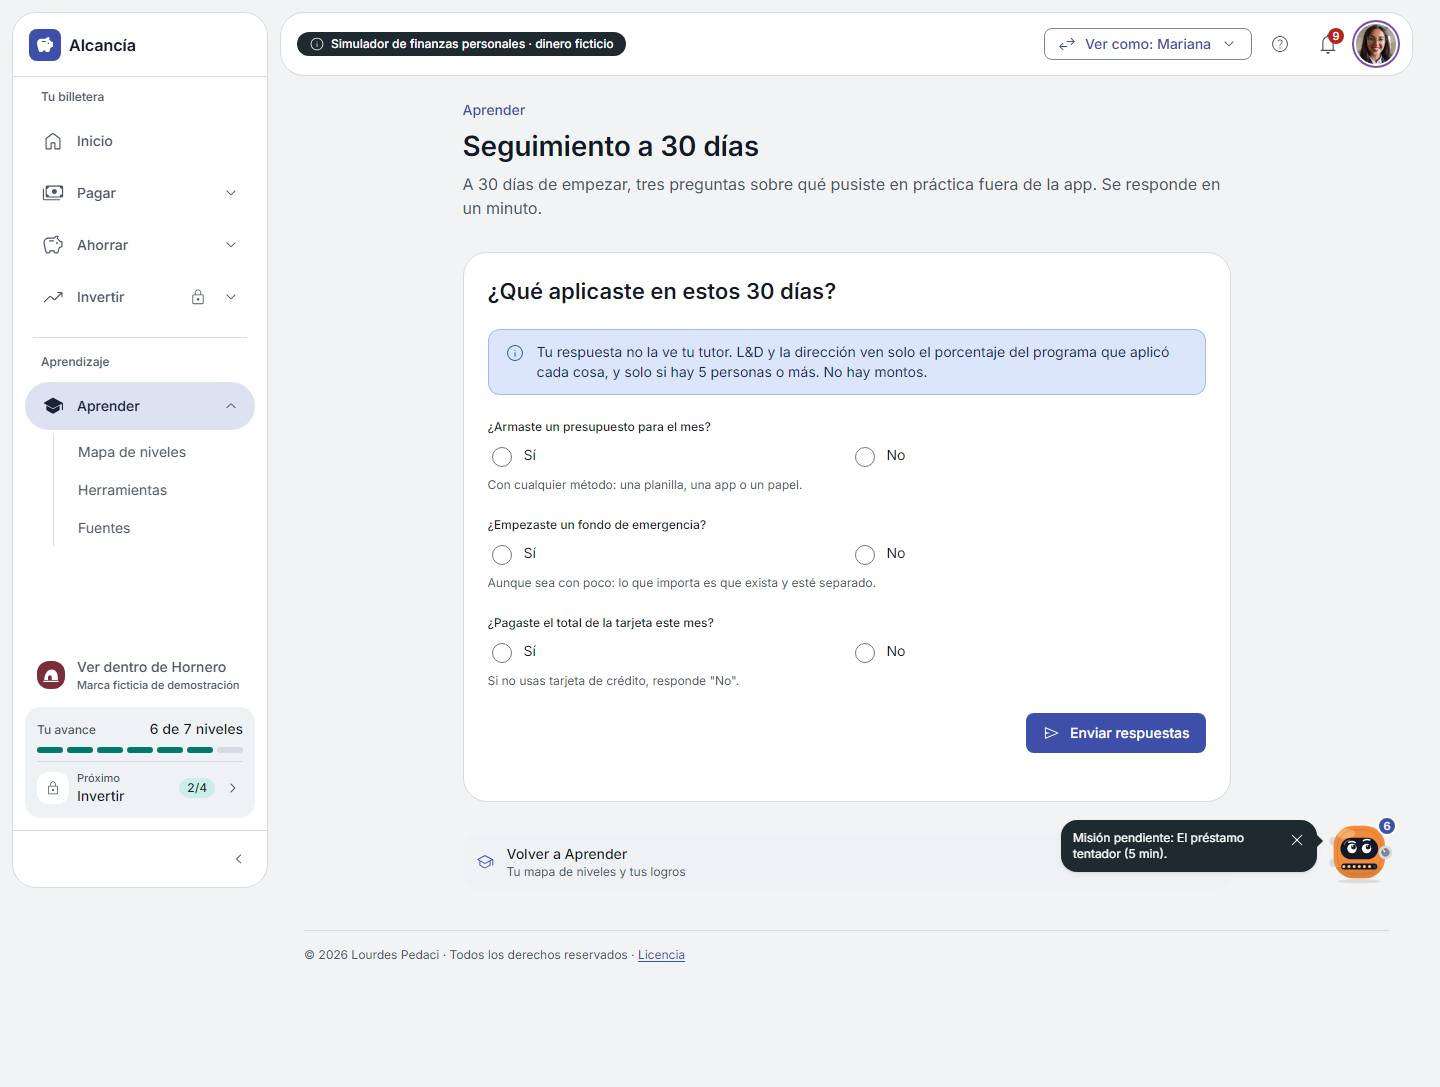 Alcancía
Tu billetera
Inicio
Pagar
Ahorrar
Invertir
Aprendizaje
Aprender
Mapa de niveles
Herramientas
Fuentes
Ver dentro de Hornero
Marca ficticia de demostración
Tu avance
6 de 7 niveles
Próximo
Invertir
2/4
Simulador de finanzas personales · dinero ficticio
Ver como: Mariana
9
Aprender
Seguimiento a 30 días
A 30 días de empezar, tres preguntas sobre qué pusiste en práctica fuera de la app. Se responde en
un minuto.
¿Qué aplicaste en estos 30 días?
Tu respuesta no la ve tu tutor. L&D y la dirección ven solo el porcentaje del programa que aplicó
cada cosa, y solo si hay 5 personas o más. No hay montos.
¿Armaste un presupuesto para el mes?
Sí
No
Con cualquier método: una planilla, una app o un papel.
¿Empezaste un fondo de emergencia?
Sí
No
Aunque sea con poco: lo que importa es que exista y esté separado.
¿Pagaste el total de la tarjeta este mes?
Sí
No
Si no usas tarjeta de crédito, responde "No".
Enviar respuestas
Misión pendiente: El préstamo
tentador (5 min).
6
Volver a Aprender
Tu mapa de niveles y tus logros
© 2026 Lourdes Pedaci · Todos los derechos reservados · Licencia